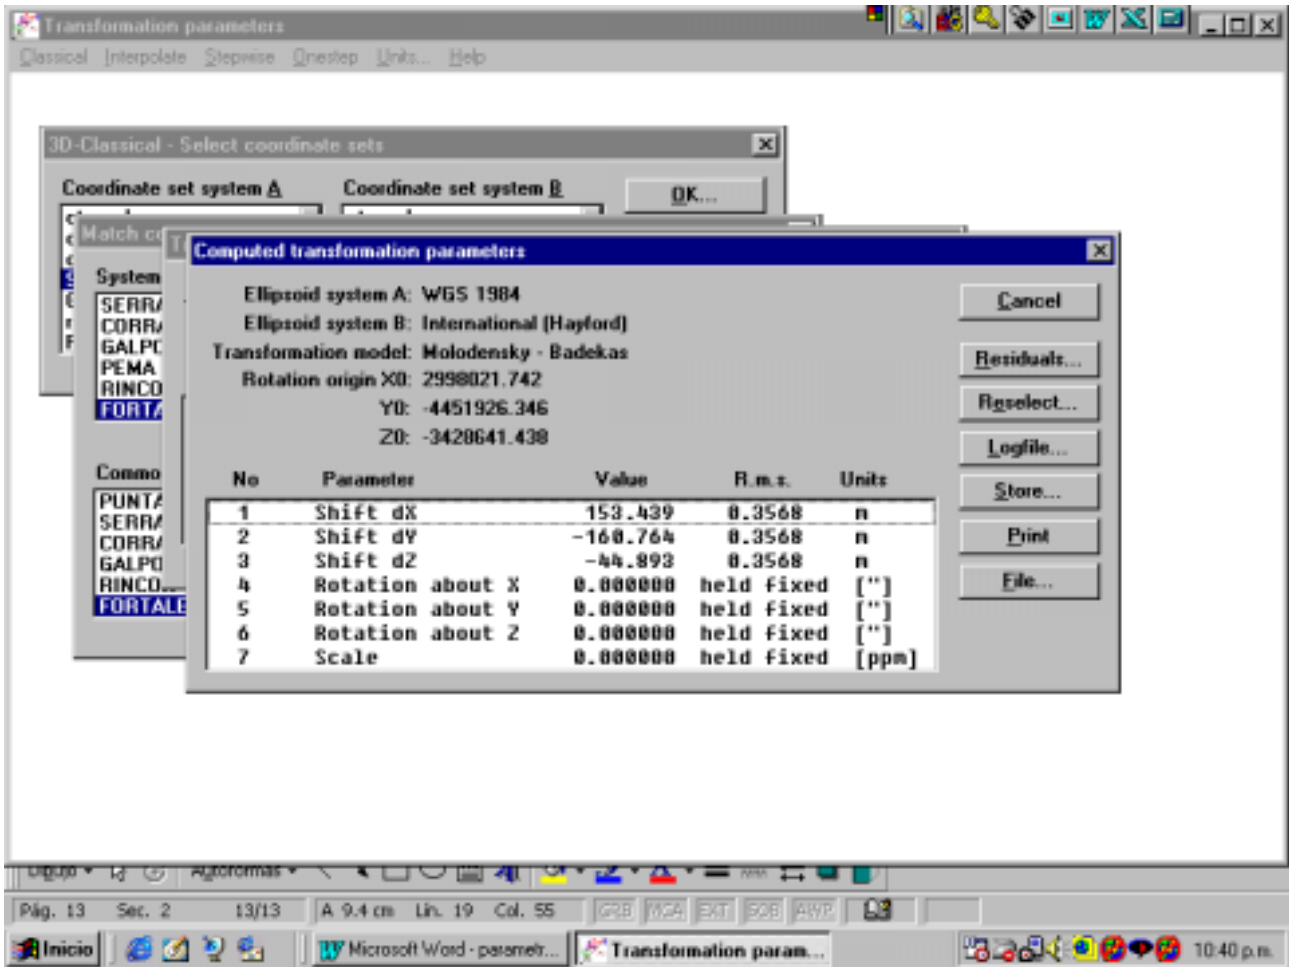 Transformation parameters
Classical Interpolate Stepwise Onestep Units... Help
3D-Classical - Select coordinate sets
Coordinate set system A Coordinate set system B OK...
Match co
Computed transformation parameters
System
SERRA
CORRA
GALPO
PEMA
RINCO
FORTA
Commo
PUNTA
SERRA
CORRA
GALPO
RINCO
FORTALE
Ellipsoid system A: WGS 1984
Ellipsoid system B: International (Hayford)
Transformation model: Molodensky - Badekas
Rotation origin X0: 2998021.742
Y0: -4451926.346
Z0: -3428641.438
Cancel
Residuals...
Reselect...
Logfile...
Store...
Print
File...
No Parameter Value R.m.s. Units
1 Shift dX 153.439 0.3568 m
2 Shift dY -160.764 0.3568 m
3 Shift dZ -44.893 0.3568 m
4 Rotation about X 0.000000 held fixed ["]
5 Rotation about Y 0.000000 held fixed ["]
6 Rotation about Z 0.000000 held fixed ["]
7 Scale 0.000000 held fixed [ppm]
Dibujo Autoformas
Pág. 13 Sec. 2 13/13 A 9.4 cm Lín. 19 Col. 55 GRB MCA EXT SOB AWP
Inicio Microsoft Word - parametr... Transformation param... 10:40 p.m.